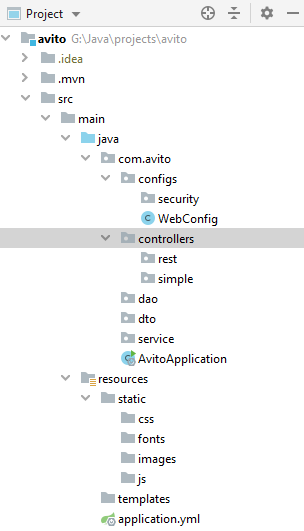 Project
avito G:\Java\projects\avito
.idea
.mvn
src
main
java
com.avito
configs
security
WebConfig
controllers
rest
simple
dao
dto
service
AvitoApplication
resources
static
css
fonts
images
js
templates
application.yml